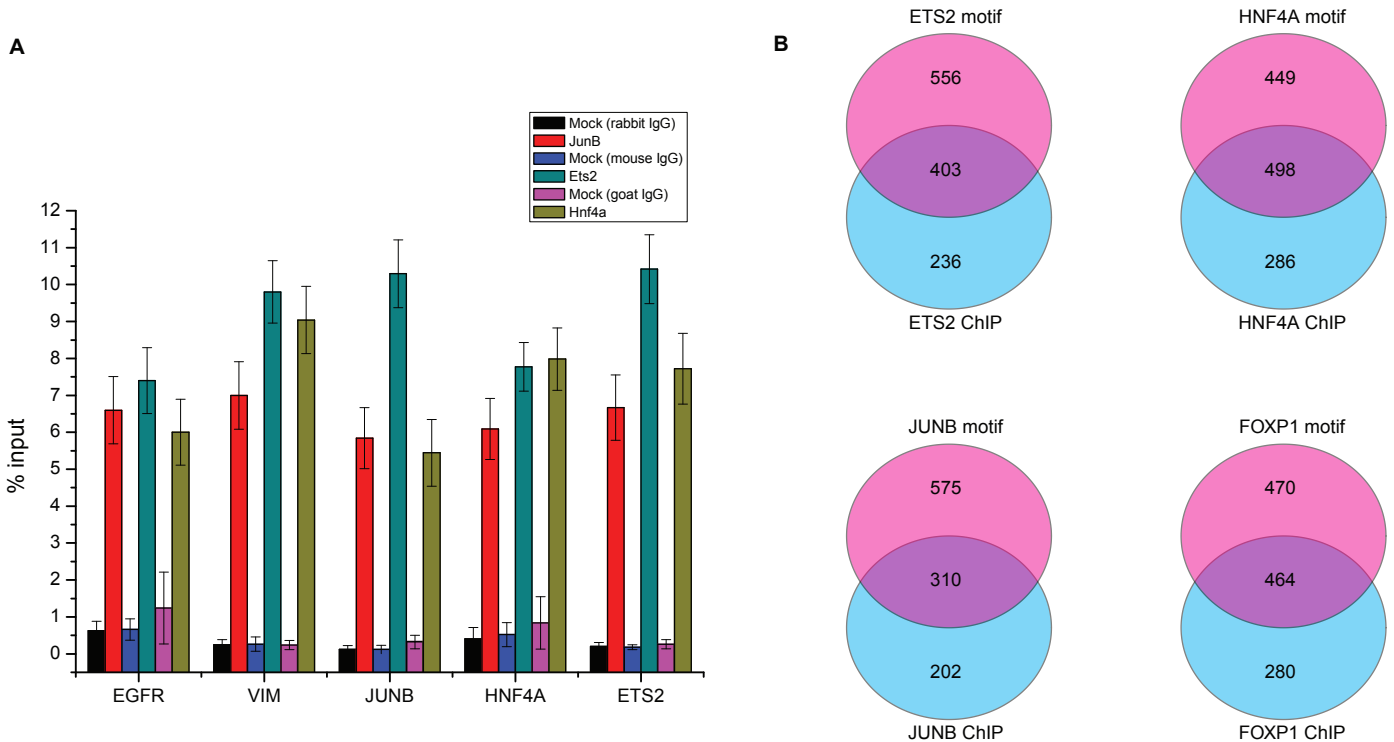 A
Mock (rabbit IgG)
JunB
Mock (mouse IgG)
Ets2
Mock (goat IgG)
Hnf4a
% input
12
11
10
9
8
7
6
5
4
3
2
1
0
EGFR
VIM
JUNB
HNF4A
ETS2
B
ETS2 motif
556
403
236
ETS2 ChIP
HNF4A motif
449
498
286
HNF4A ChIP
JUNB motif
575
310
202
JUNB ChIP
FOXP1 motif
470
464
280
FOXP1 ChIP